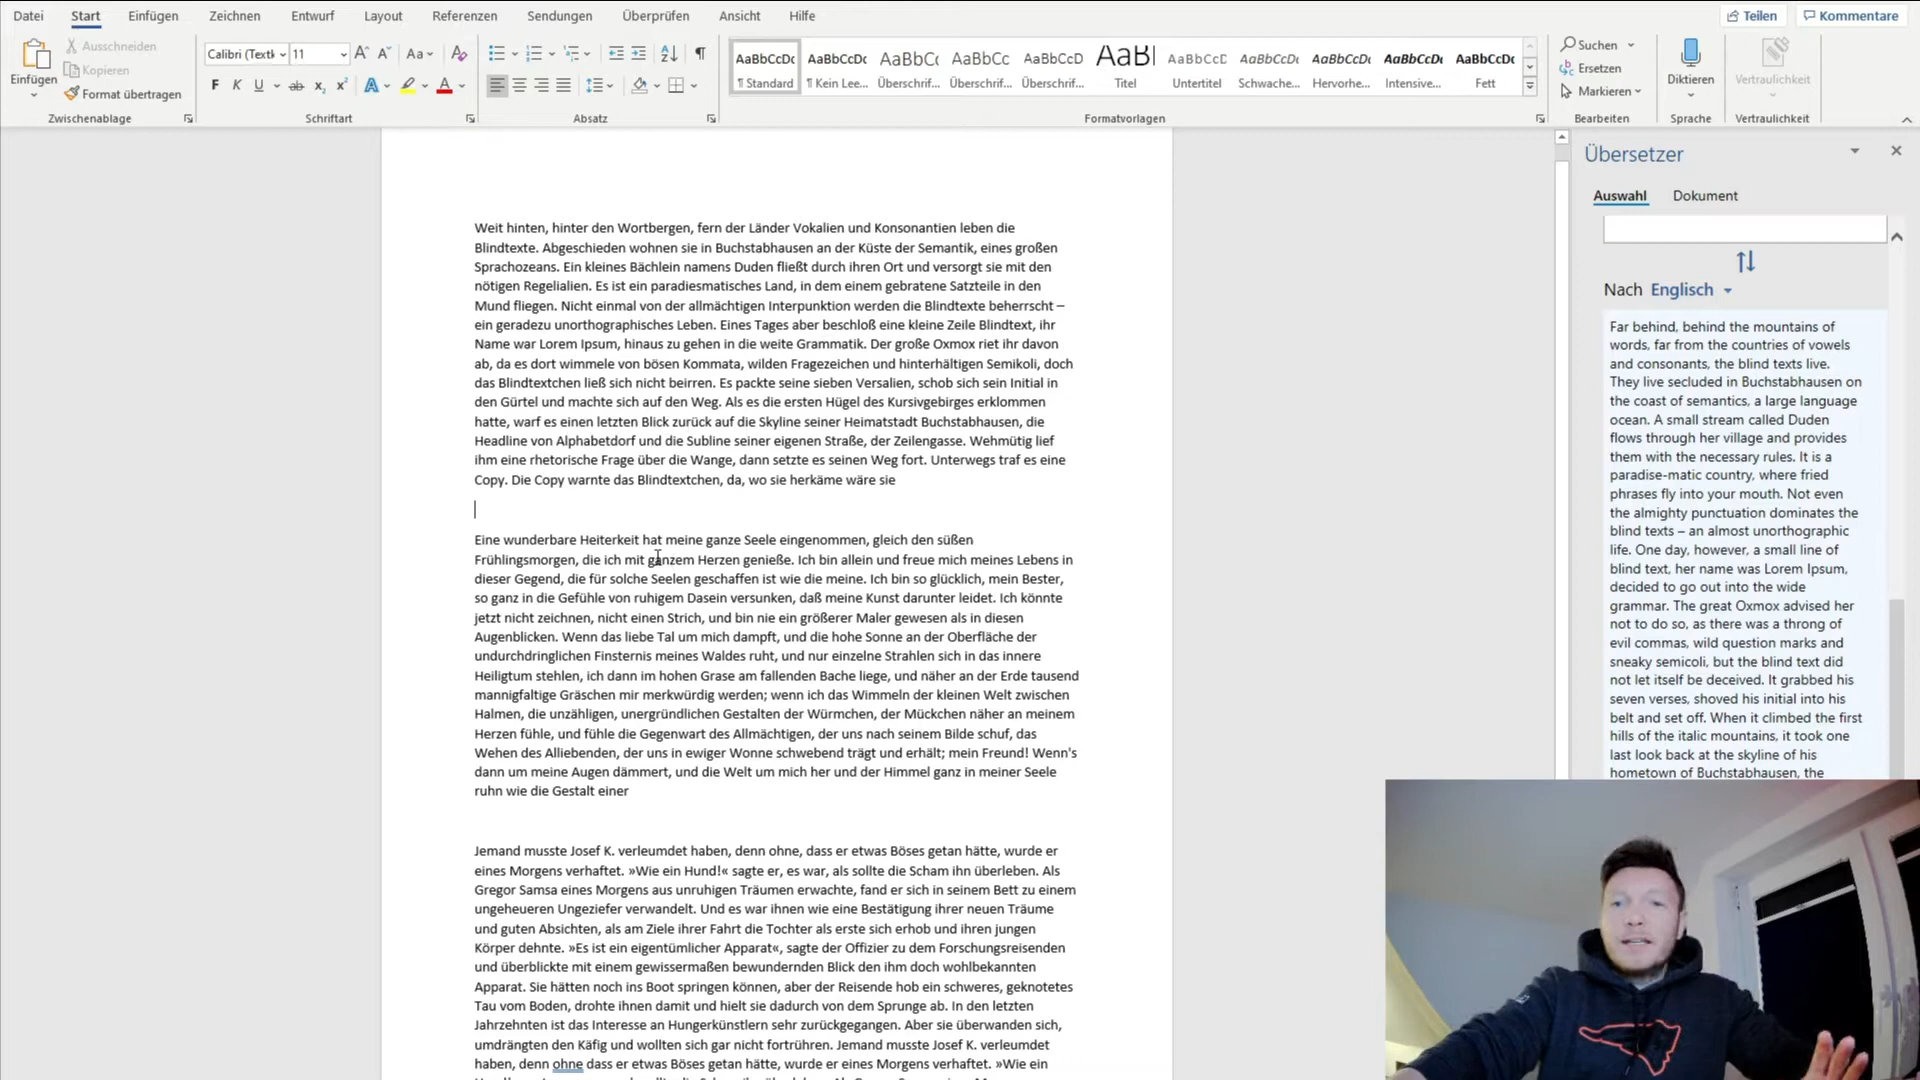 Datei Start Einfügen Zeichnen Entwurf Layout Referenzen Sendungen Überprüfen Ansicht Hilfe Teilen Kommentare
Einfügen
Ausschneiden
Kopieren
Format übertragen
Zwischenablage
Calibri (Textk 11
Aa
F K U ab x₂ x² A A
Schriftart
Absatz
AaBbCcDc AaBbCcDc AaBbC( AaBbCc AaBbCcD AaBl AaBbCcD AaBbCcDc AaBbCcDc AaBbCcDc AaBbCcDc
¶ Standard ¶ Kein Lee... Überschrif... Überschrif... Überschrif... Titel Untertitel Schwache... Hervorhe... Intensive... Fett
Formatvorlagen
Suchen
Ersetzen
Markieren
Bearbeiten
Diktieren
Sprache
Vertraulichkeit
Vertraulichkeit
Weit hinten, hinter den Wortbergen, fern der Länder Vokalien und Konsonantien leben die
Blindtexte. Abgeschieden wohnen sie in Buchstabhausen an der Küste der Semantik, eines großen
Sprachozeans. Ein kleines Bächlein namens Duden fließt durch ihren Ort und versorgt sie mit den
nötigen Regelialien. Es ist ein paradiesmatisches Land, in dem einem gebratene Satzteile in den
Mund fliegen. Nicht einmal von der allmächtigen Interpunktion werden die Blindtexte beherrscht –
ein geradezu unorthographisches Leben. Eines Tages aber beschloß eine kleine Zeile Blindtext, ihr
Name war Lorem Ipsum, hinaus zu gehen in die weite Grammatik. Der große Oxmox riet ihr davon
ab, da es dort wimmele von bösen Kommata, wilden Fragezeichen und hinterhältigen Semikoli, doch
das Blindtextchen ließ sich nicht beirren. Es packte seine sieben Versalien, schob sich sein Initial in
den Gürtel und machte sich auf den Weg. Als es die ersten Hügel des Kursivgebirges erklommen
hatte, warf es einen letzten Blick zurück auf die Skyline seiner Heimatstadt Buchstabhausen, die
Headline von Alphabetdorf und die Subline seiner eigenen Straße, der Zeilengasse. Wehmütig lief
ihm eine rhetorische Frage über die Wange, dann setzte es seinen Weg fort. Unterwegs traf es eine
Copy. Die Copy warnte das Blindtextchen, da, wo sie herkäme wäre sie
Eine wunderbare Heiterkeit hat meine ganze Seele eingenommen, gleich den süßen
Frühlingsmorgen, die ich mit ganzem Herzen genieße. Ich bin allein und freue mich meines Lebens in
dieser Gegend, die für solche Seelen geschaffen ist wie die meine. Ich bin so glücklich, mein Bester,
so ganz in die Gefühle von ruhigem Dasein versunken, daß meine Kunst darunter leidet. Ich könnte
jetzt nicht zeichnen, nicht einen Strich, und bin nie ein größerer Maler gewesen als in diesen
Augenblicken. Wenn das liebe Tal um mich dampft, und die hohe Sonne an der Oberfläche der
undurchdringlichen Finsternis meines Waldes ruht, und nur einzelne Strahlen sich in das innere
Heiligtum stehlen, ich dann im hohen Grase am fallenden Bache liege, und näher an der Erde tausend
mannigfaltige Gräschen mir merkwürdig werden; wenn ich das Wimmeln der kleinen Welt zwischen
Halmen, die unzähligen, unergründlichen Gestalten der Würmchen, der Mückchen näher an meinem
Herzen fühle, und fühle die Gegenwart des Allmächtigen, der uns nach seinem Bilde schuf, das
Wehen des Alliebenden, der uns in ewiger Wonne schwebend trägt und erhält; mein Freund! Wenn's
dann um meine Augen dämmert, und die Welt um mich her und der Himmel ganz in meiner Seele
ruhn wie die Gestalt einer
Jemand musste Josef K. verleumdet haben, denn ohne, dass er etwas Böses getan hätte, wurde er
eines Morgens verhaftet. »Wie ein Hund!« sagte er, es war, als sollte die Scham ihn überleben. Als
Gregor Samsa eines Morgens aus unruhigen Träumen erwachte, fand er sich in seinem Bett zu einem
ungeheueren Ungeziefer verwandelt. Und es war ihnen wie eine Bestätigung ihrer neuen Träume
und guten Absichten, als am Ziele ihrer Fahrt die Tochter als erste sich erhob und ihren jungen
Körper dehnte. »Es ist ein eigentümlicher Apparat«, sagte der Offizier zu dem Forschungsreisenden
und überblickte mit einem gewissermaßen bewundernden Blick den ihm doch wohlbekannten
Apparat. Sie hätten noch ins Boot springen können, aber der Reisende hob ein schweres, geknotetes
Tau vom Boden, drohte ihnen damit und hielt sie dadurch von dem Sprunge ab. In den letzten
Jahrzehnten ist das Interesse an Hungerkünstlern sehr zurückgegangen. Aber sie überwanden sich,
umdrängten den Käfig und wollten sich gar nicht fortrühren. Jemand musste Josef K. verleumdet
haben, denn ohne dass er etwas Böses getan hätte, wurde er eines Morgens verhaftet. »Wie ein
Übersetzer
Auswahl Dokument
Nach Englisch
Far behind, behind the mountains of
words, far from the countries of vowels
and consonants, the blind texts live.
They live secluded in Buchstabhausen on
the coast of semantics, a large language
ocean. A small stream called Duden
flows through her village and provides
them with the necessary rules. It is a
paradise-matic country, where fried
phrases fly into your mouth. Not even
the almighty punctuation dominates the
blind texts – an almost unorthographic
life. One day, however, a small line of
blind text, her name was Lorem Ipsum,
decided to go out into the wide
grammar. The great Oxmox advised her
not to do so, as there was a throng of
evil commas, wild question marks and
sneaky semicoli, but the blind text did
not let itself be deceived. It grabbed his
seven verses, shoved his initial into his
belt and set off. When it climbed the first
hills of the italic mountains, it took one
last look back at the skyline of his
hometown of Buchstabhausen, the